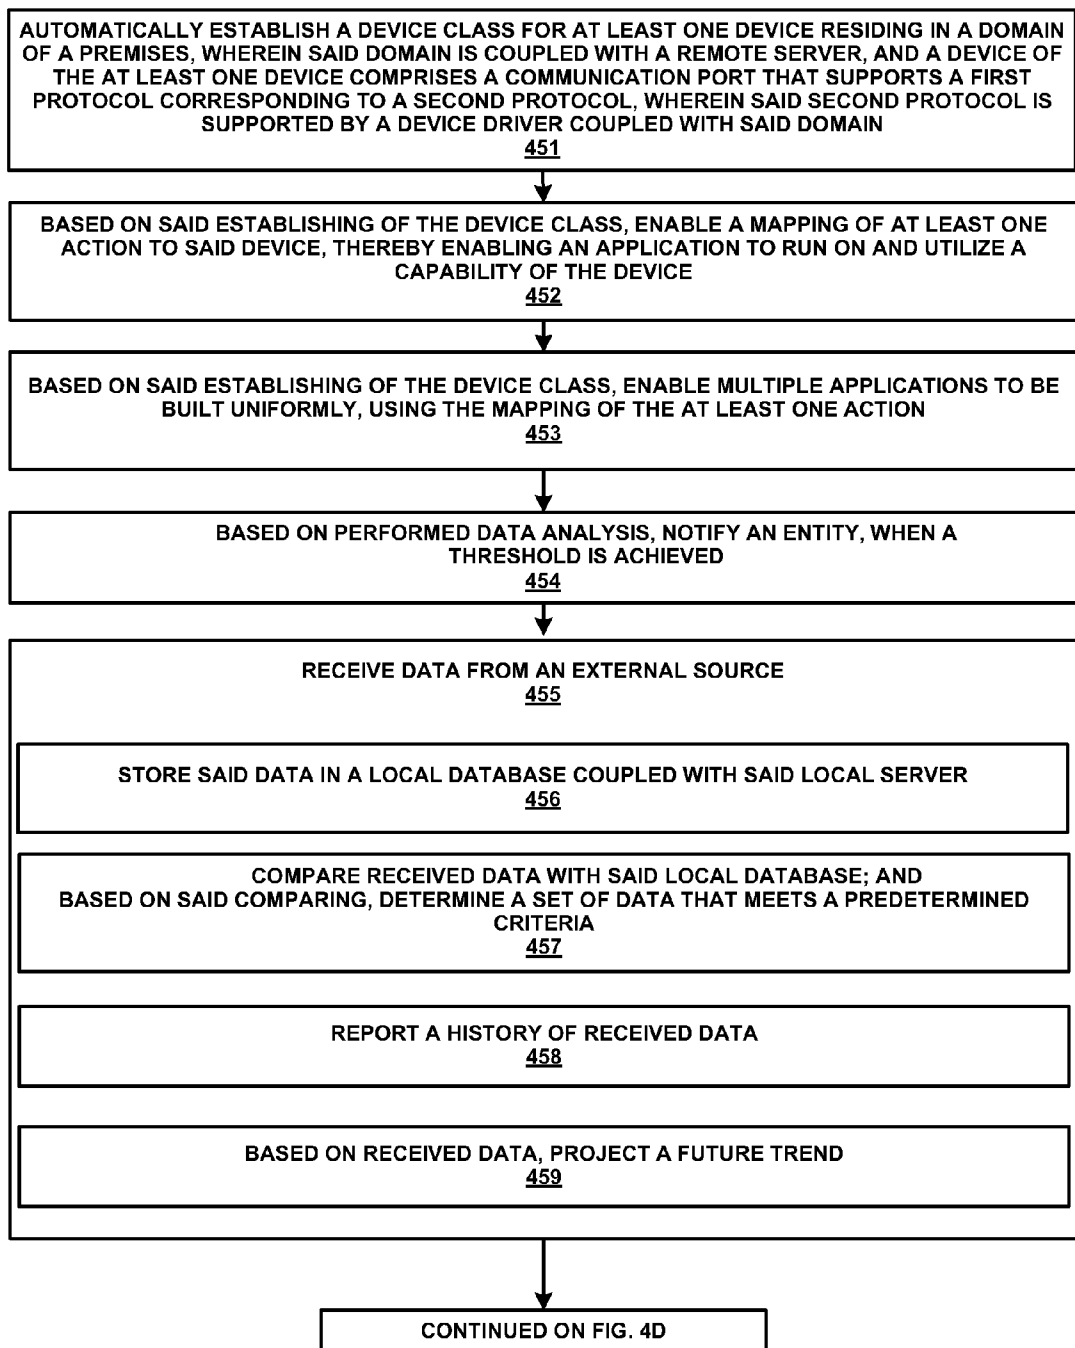 AUTOMATICALLY ESTABLISH A DEVICE CLASS FOR AT LEAST ONE DEVICE RESIDING IN A DOMAIN
OF A PREMISES, WHEREIN SAID DOMAIN IS COUPLED WITH A REMOTE SERVER, AND A DEVICE OF
THE AT LEAST ONE DEVICE COMPRISES A COMMUNICATION PORT THAT SUPPORTS A FIRST
PROTOCOL CORRESPONDING TO A SECOND PROTOCOL, WHEREIN SAID SECOND PROTOCOL IS
SUPPORTED BY A DEVICE DRIVER COUPLED WITH SAID DOMAIN
451
BASED ON SAID ESTABLISHING OF THE DEVICE CLASS, ENABLE A MAPPING OF AT LEAST ONE
ACTION TO SAID DEVICE, THEREBY ENABLING AN APPLICATION TO RUN ON AND UTILIZE A
CAPABILITY OF THE DEVICE
452
BASED ON SAID ESTABLISHING OF THE DEVICE CLASS, ENABLE MULTIPLE APPLICATIONS TO BE
BUILT UNIFORMLY, USING THE MAPPING OF THE AT LEAST ONE ACTION
453
BASED ON PERFORMED DATA ANALYSIS, NOTIFY AN ENTITY, WHEN A
THRESHOLD IS ACHIEVED
454
RECEIVE DATA FROM AN EXTERNAL SOURCE
455
STORE SAID DATA IN A LOCAL DATABASE COUPLED WITH SAID LOCAL SERVER
456
COMPARE RECEIVED DATA WITH SAID LOCAL DATABASE; AND
BASED ON SAID COMPARING, DETERMINE A SET OF DATA THAT MEETS A PREDETERMINED
CRITERIA
457
REPORT A HISTORY OF RECEIVED DATA
458
BASED ON RECEIVED DATA, PROJECT A FUTURE TREND
459
CONTINUED ON FIG. 4D